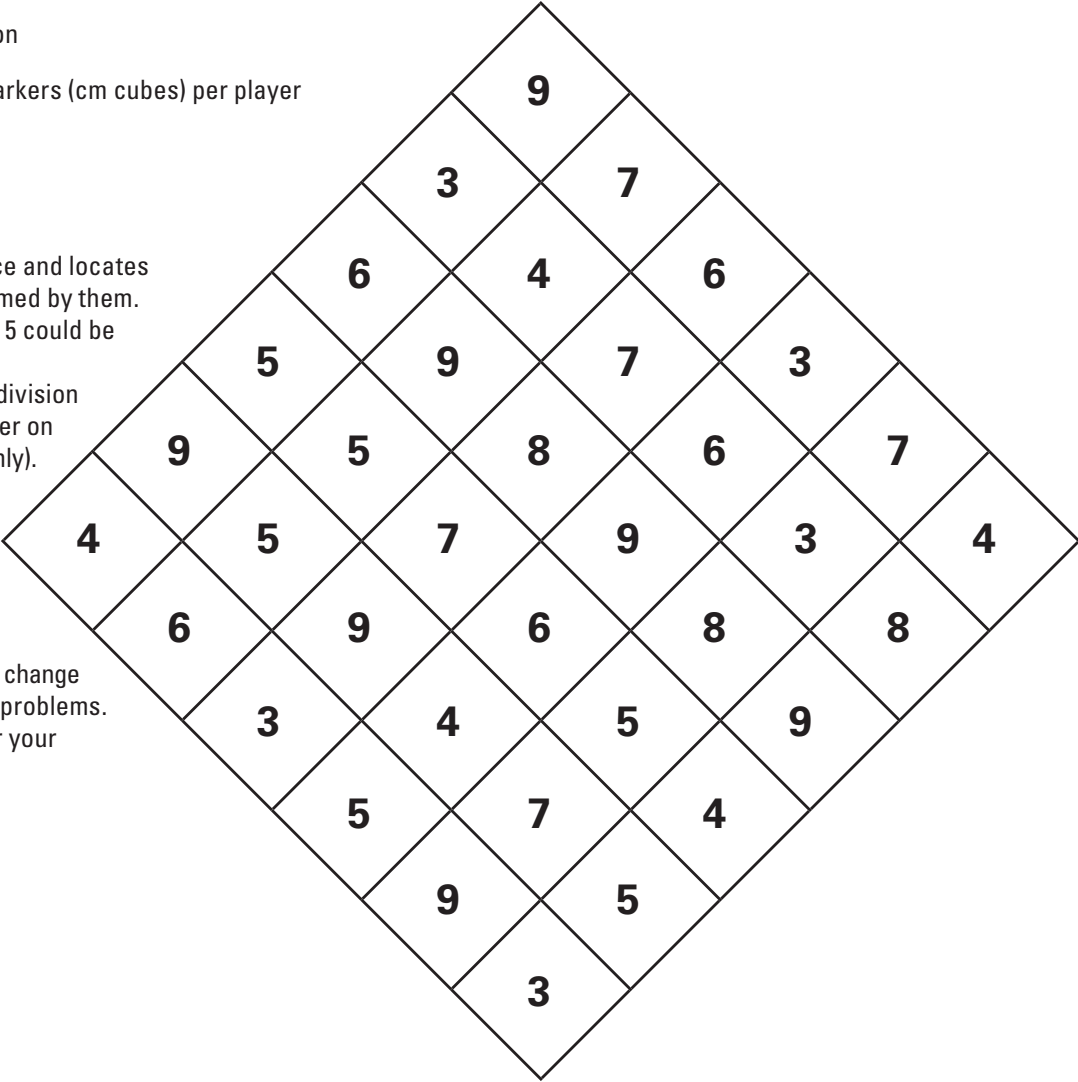 on
arkers (cm cubes) per player
ce and locates
med by them.
5 could be
division
er on
nly).
change
problems.
r your
9
3 7
6 4 6
5 9 7 3
9 5 8 6 7
4 5 7 9 3 4
6 9 6 8 8
3 4 5 9
5 7 4
9 5
3